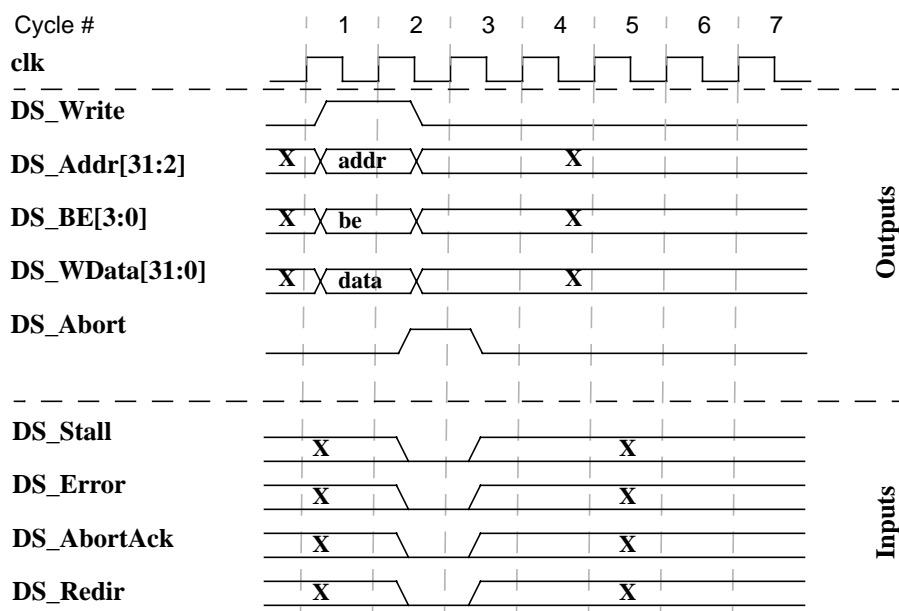 Cycle # 1 2 3 4 5 6 7
clk
DS_Write
DS_Addr[31:2] X addr X
DS_BE[3:0] X be X
DS_WData[31:0] X data X
DS_Abort
Outputs
DS_Stall X X
DS_Error X X
DS_AbortAck X X
DS_Redir X X
Inputs